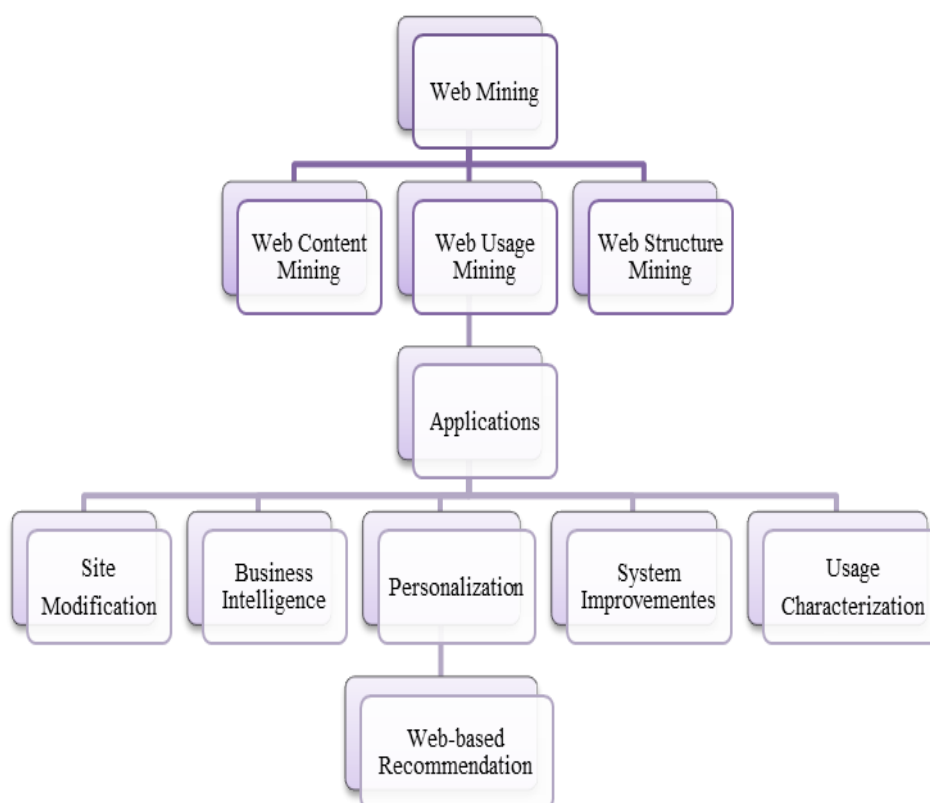 Web Mining
Web Content
Mining
Web Usage
Mining
Web Structure
Mining
Applications
Site
Modification
Business
Intelligence
Personalization
System
Improvementes
Usage
Characterization
Web-based
Recommendation